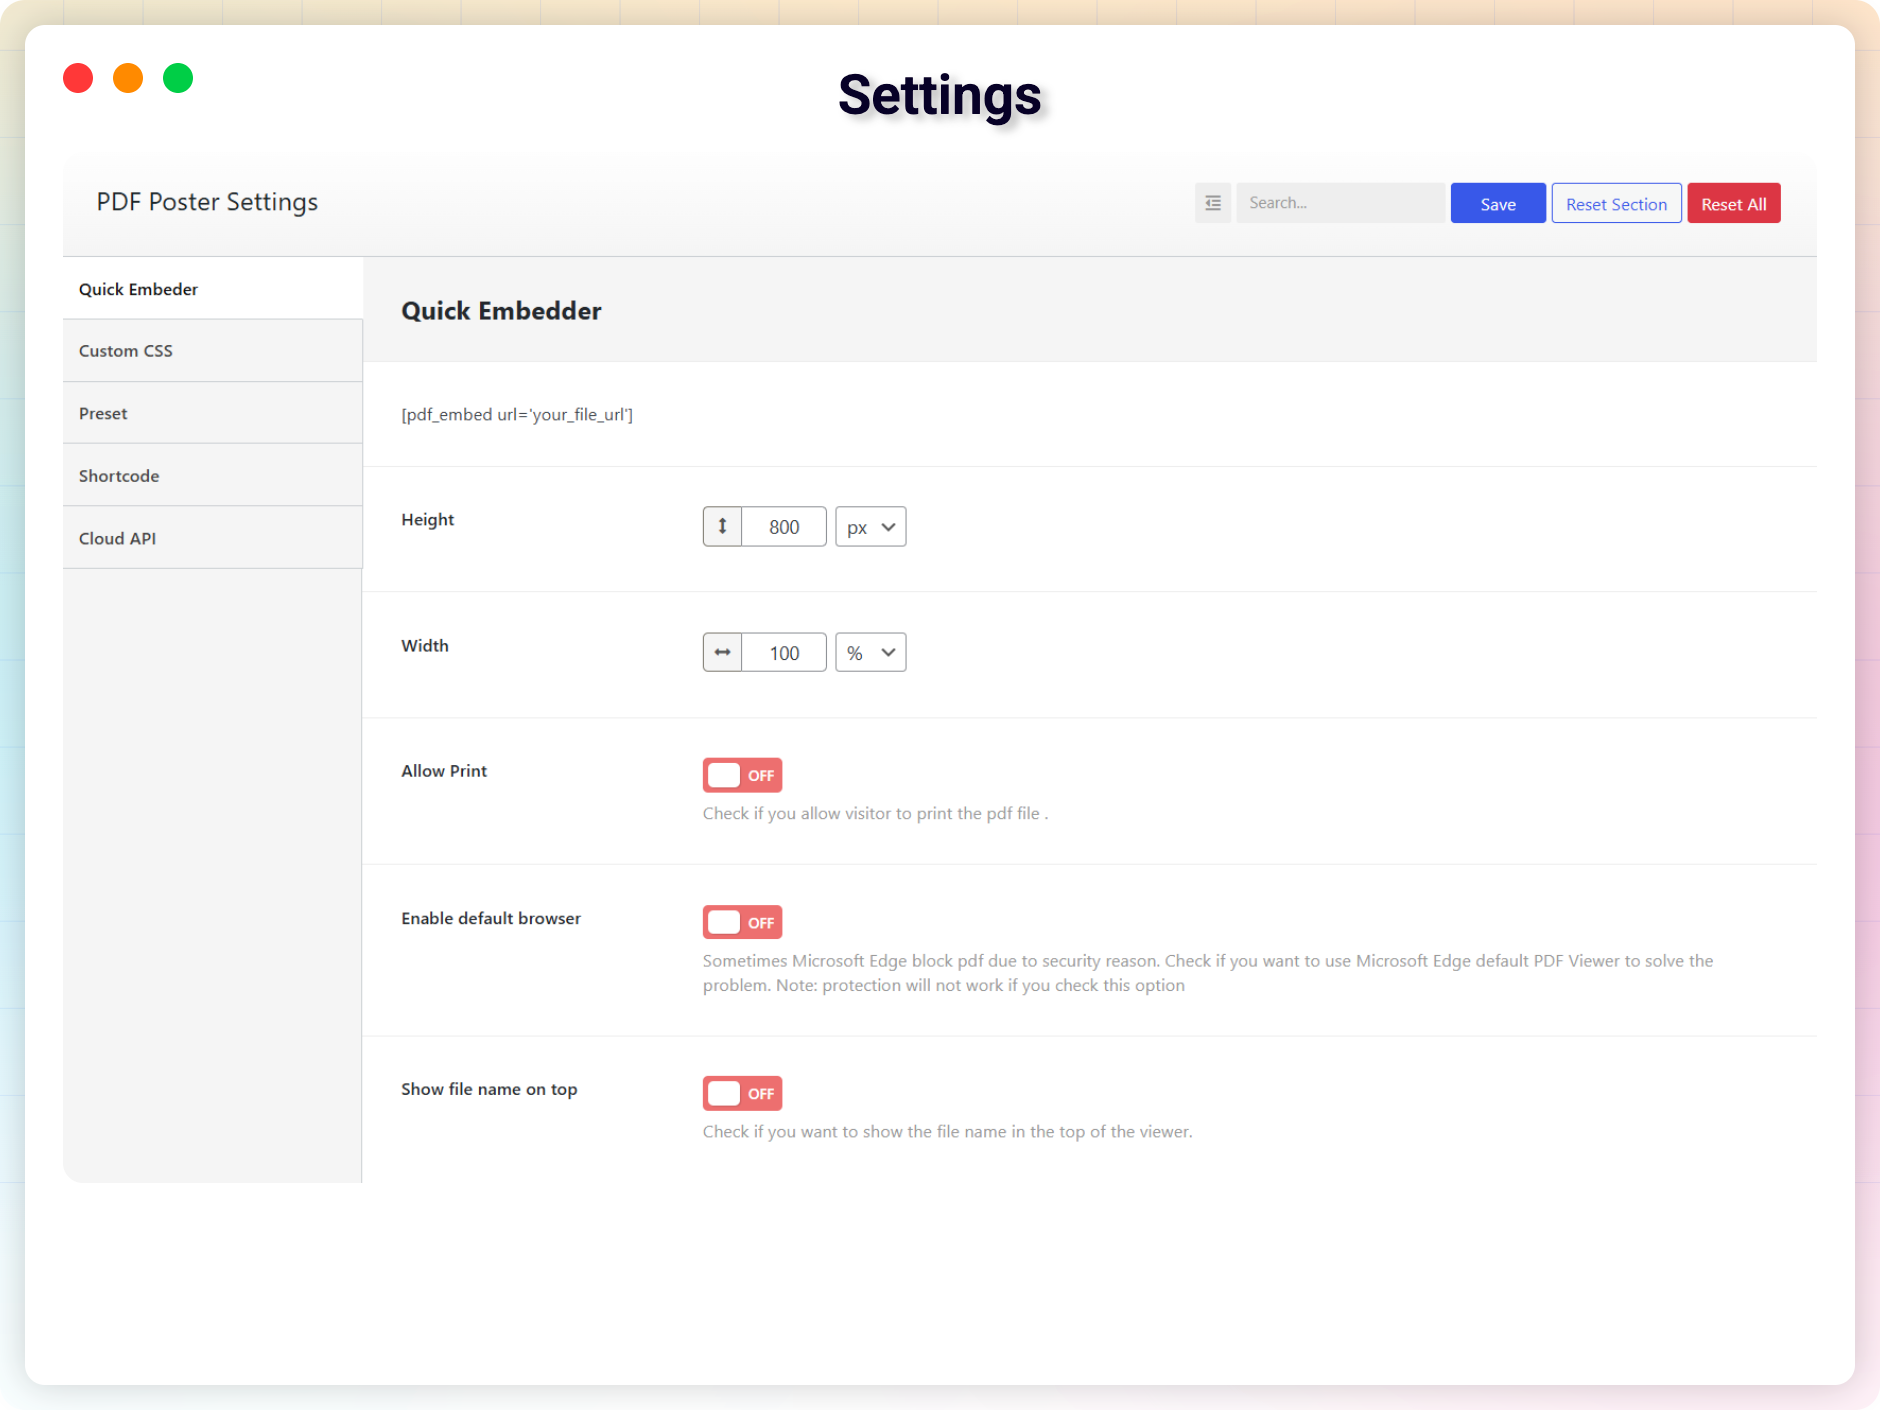 Settings
PDF Poster Settings
Search...
Save
Reset Section
Reset All
Quick Embeder
Custom CSS
Preset
Shortcode
Cloud API
Quick Embedder
[pdf_embed url='your_file_url']
Height
800
px
Width
100
%
Allow Print
OFF
Check if you allow visitor to print the pdf file .
Enable default browser
OFF
Sometimes Microsoft Edge block pdf due to security reason. Check if you want to use Microsoft Edge default PDF Viewer to solve the
problem. Note: protection will not work if you check this option
Show file name on top
OFF
Check if you want to show the file name in the top of the viewer.